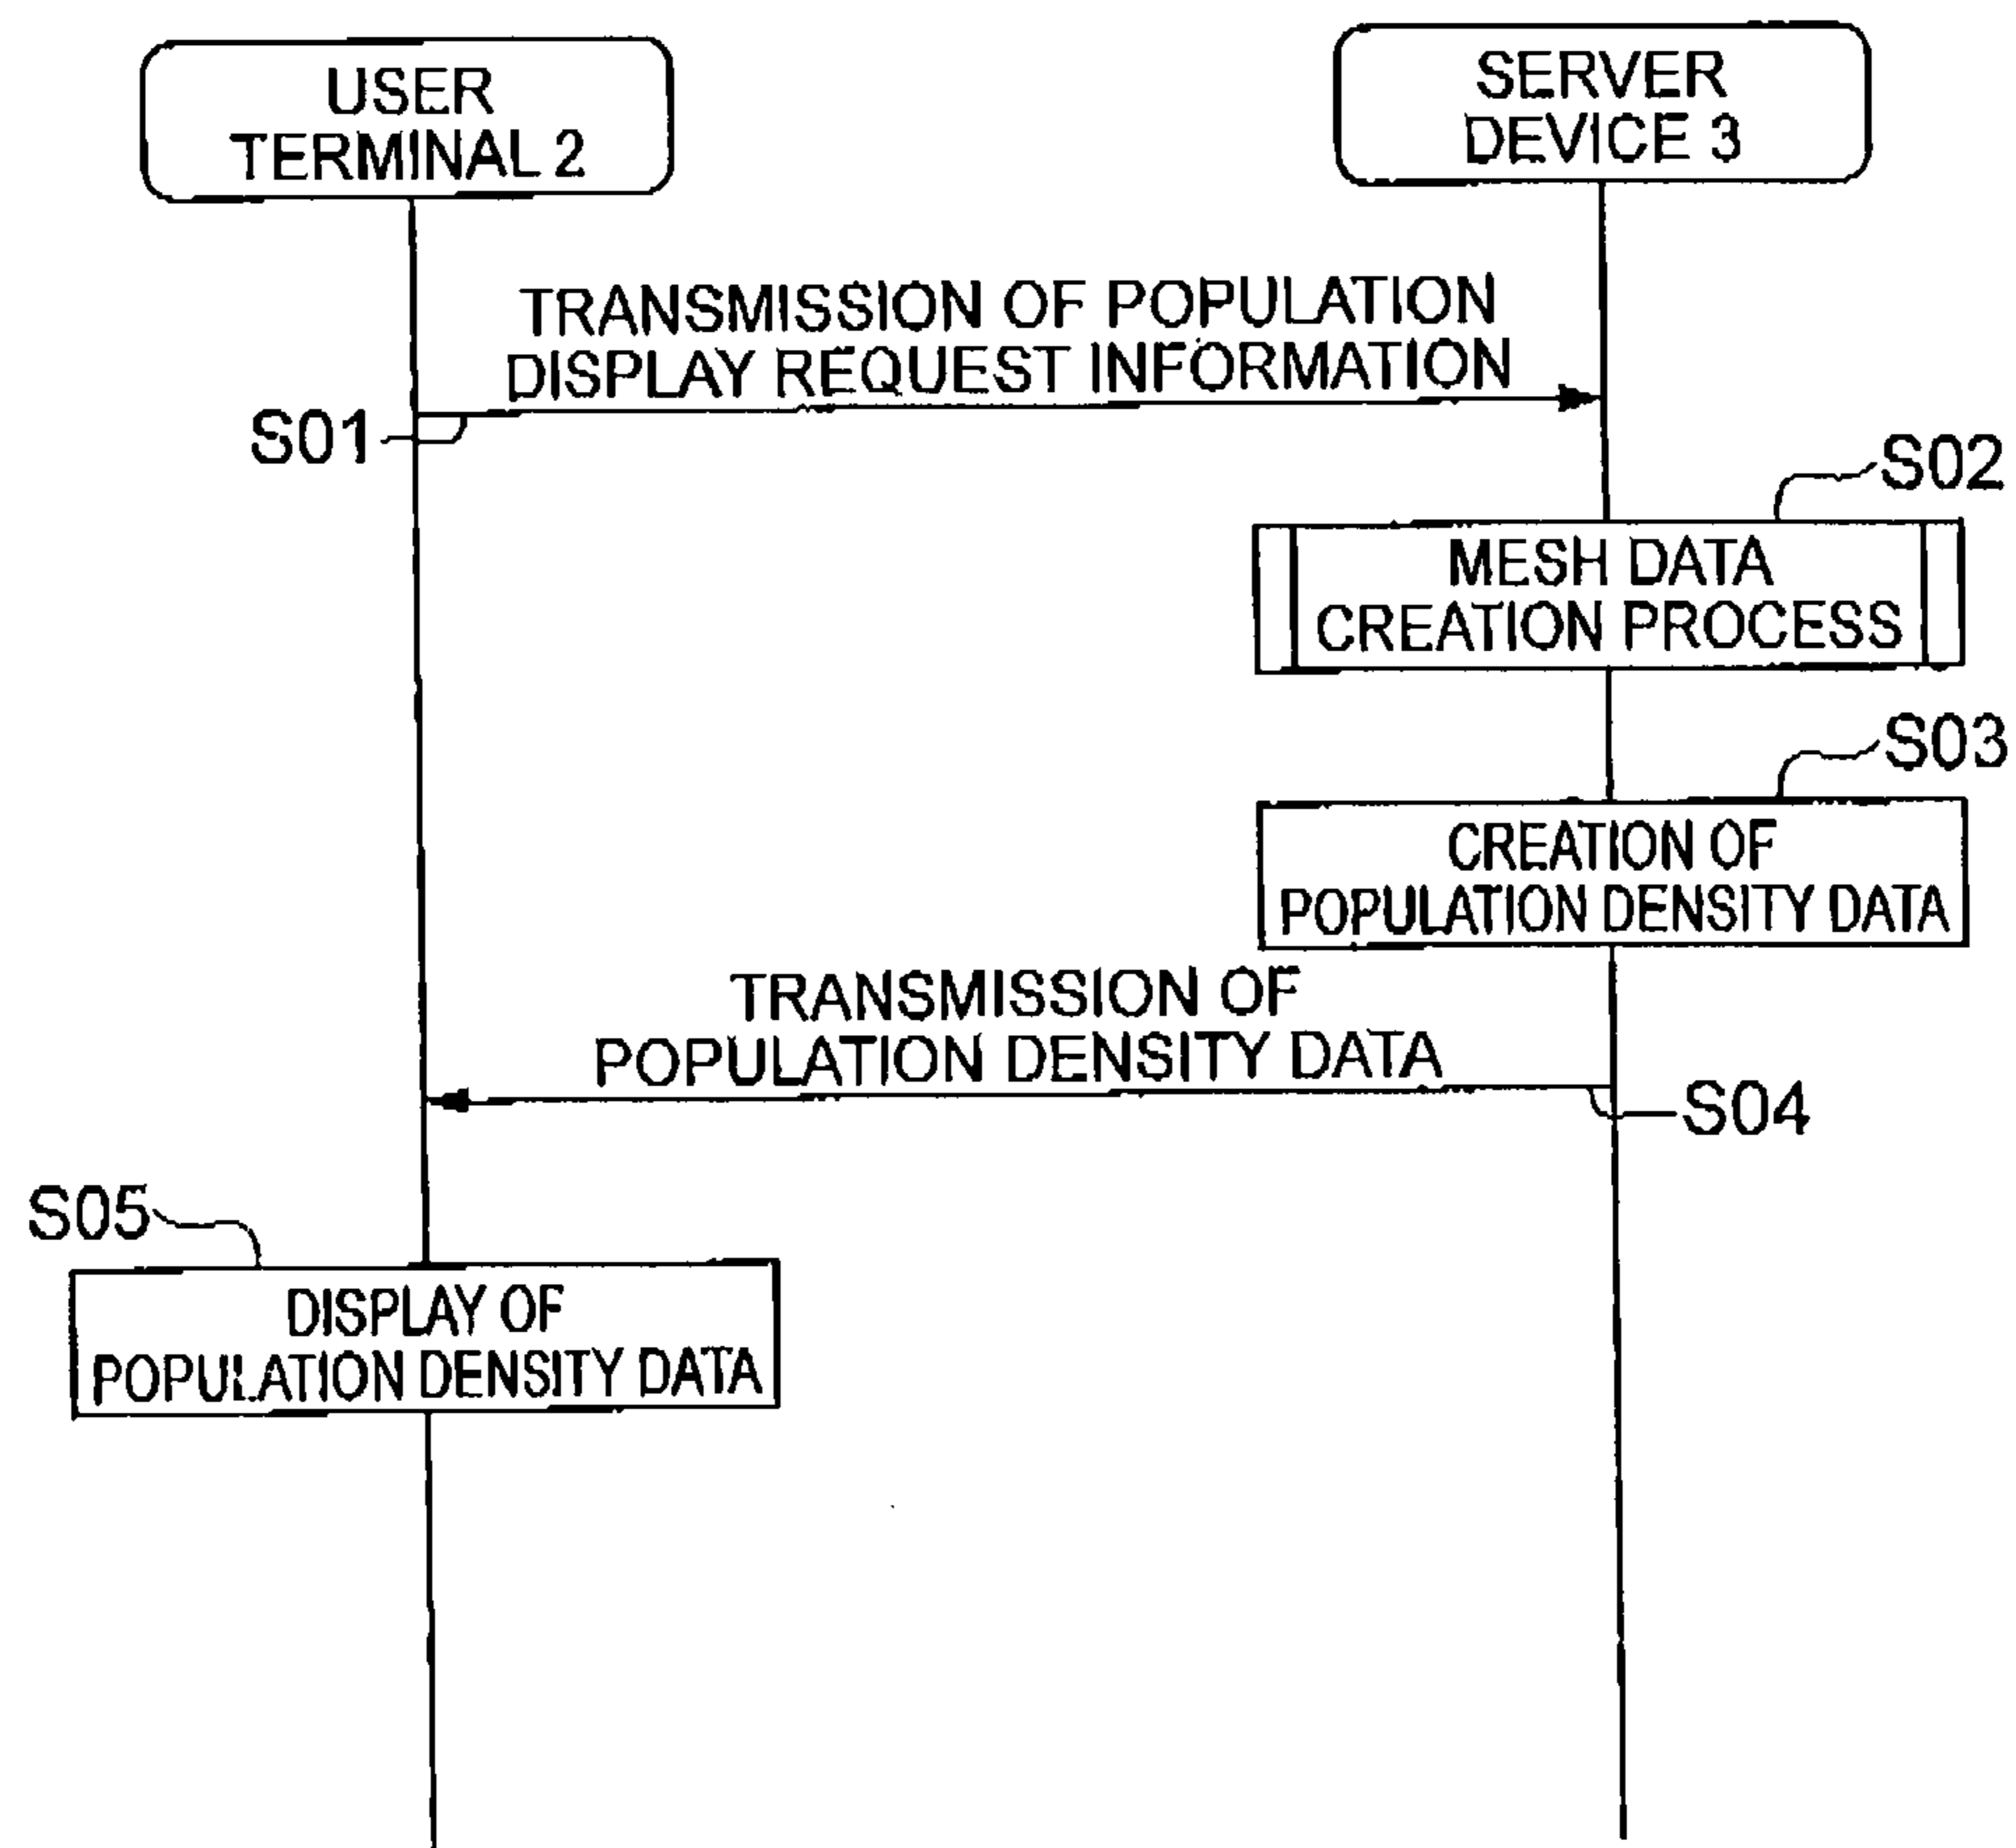 USER
TERMINAL 2
SERVER
DEVICE 3
TRANSMISSION OF POPULATION
DISPLAY REQUEST INFORMATION
S01
S02
MESH DATA
CREATION PROCESS
S03
CREATION OF
POPULATION DENSITY DATA
TRANSMISSION OF
POPULATION DENSITY DATA
S04
S05
DISPLAY OF
POPULATION DENSITY DATA